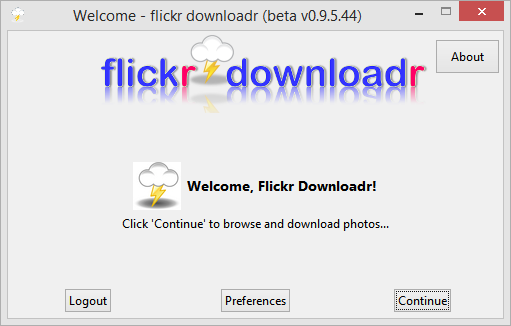 Welcome - flickr downloadr (beta v0.9.5.44)
About
flickr downloadr
Welcome, Flickr Downloadr!
Click 'Continue' to browse and download photos...
Logout Preferences Continue